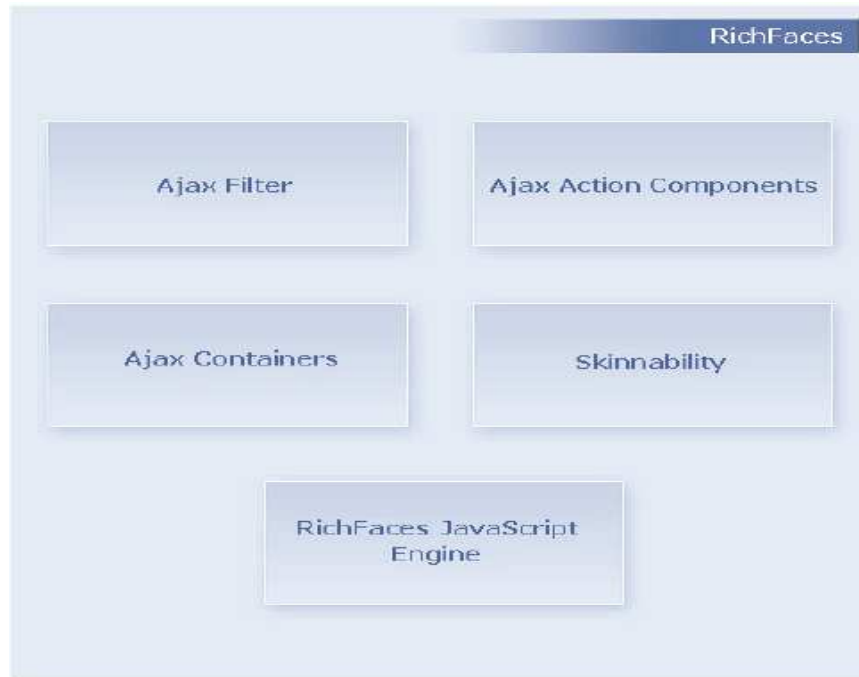 RichFaces
Ajax Filter
Ajax Action Components
Ajax Containers
Skinnability
RichFaces JavaScript
Engine